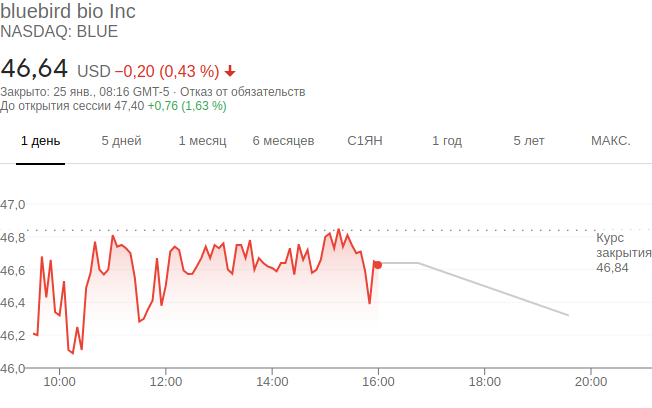 bluebird bio Inc
NASDAQ: BLUE
46,64 USD −0,20 (0,43 %)
Закрыто: 25 янв., 08:16 GMT-5 · Отказ от обязательств
До открытия сессии 47,40 +0,76 (1,63 %)
1 день 5 дней 1 месяц 6 месяцев С1ЯН 1 год 5 лет МАКС.
47,0
46,8
Курс
закрытия
46,84
46,6
46,4
46,2
46,0
10:00 12:00 14:00 16:00 18:00 20:00